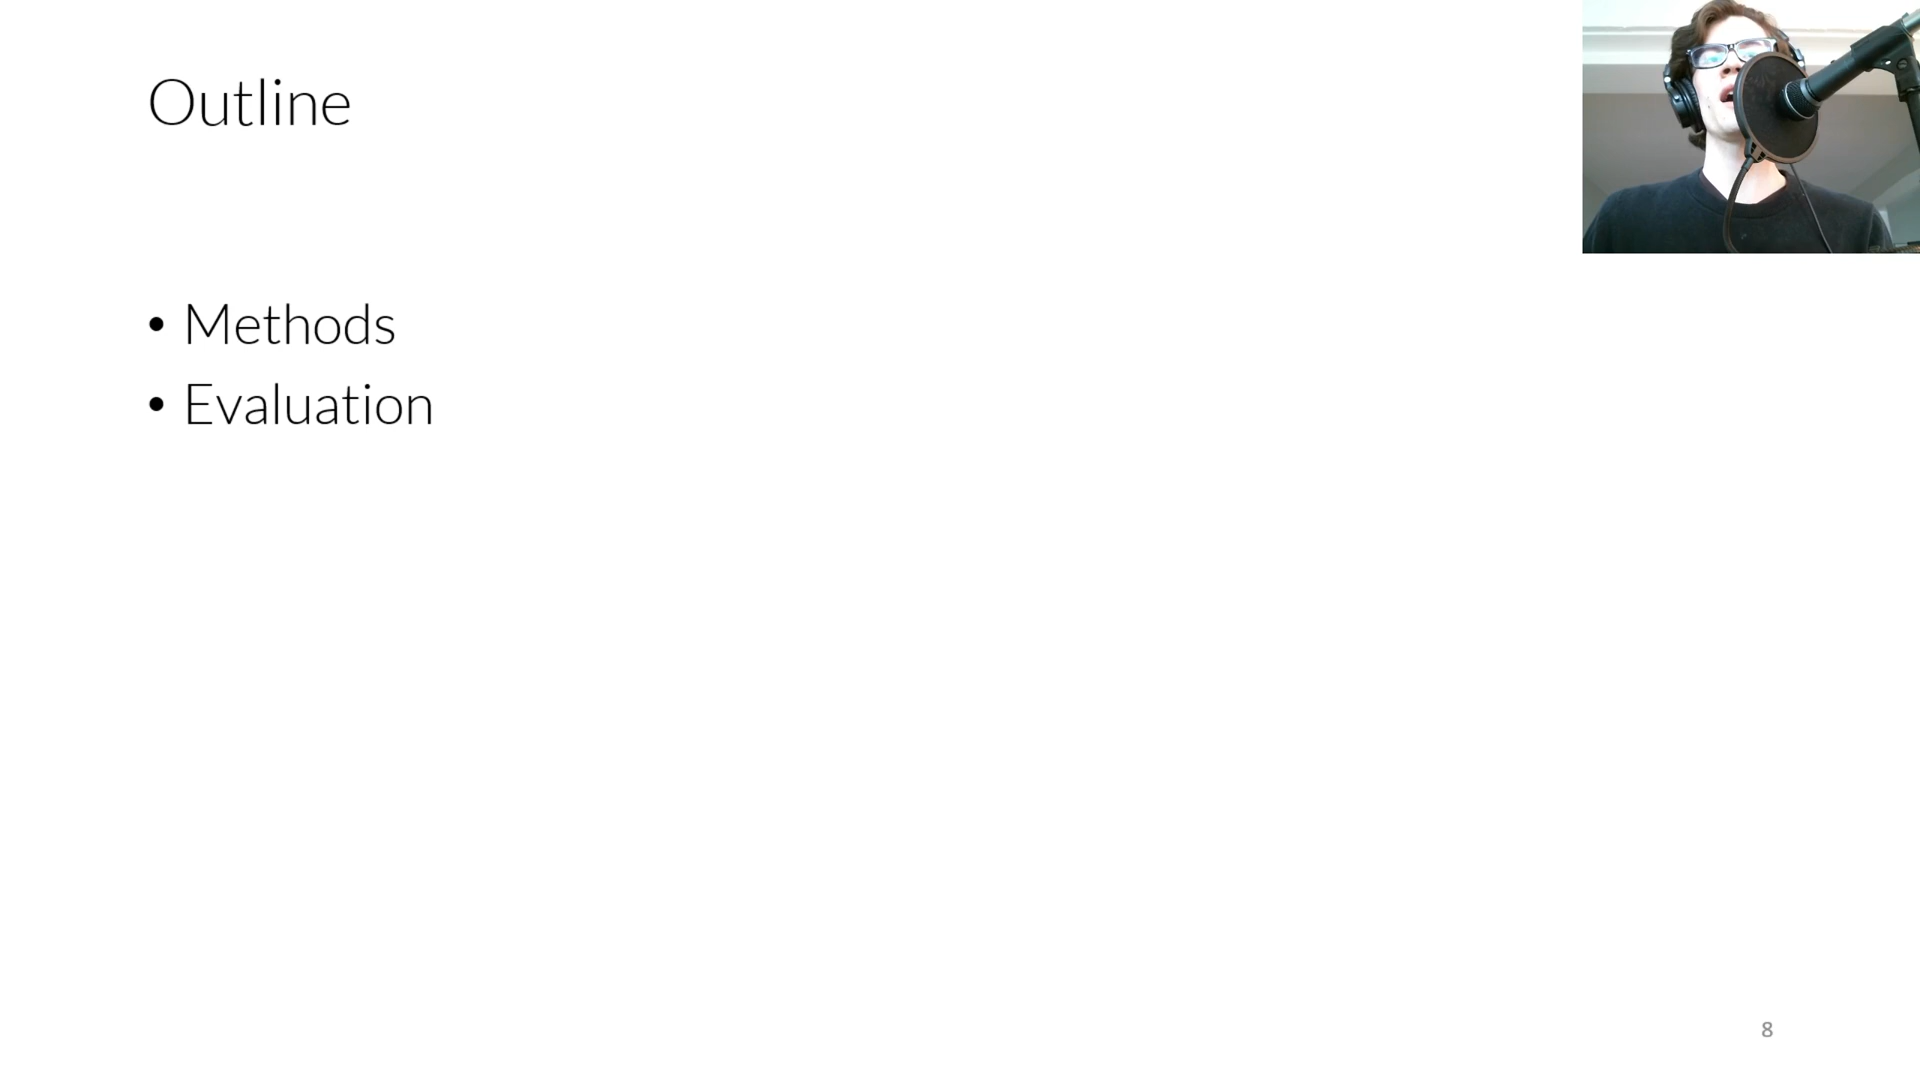 Outline
• Methods
• Evaluation
8